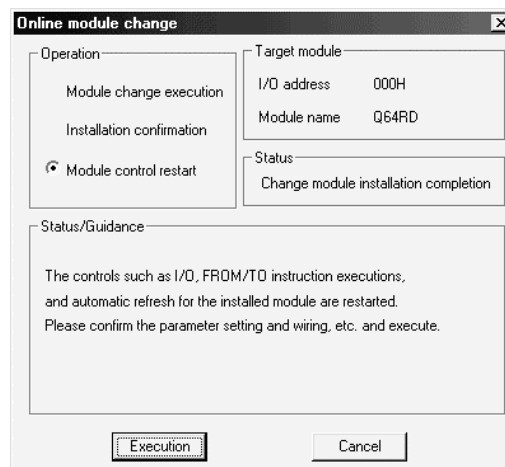 Online module change
Operation
Module change execution
Installation confirmation
Module control restart
Target module
I/O address 000H
Module name Q64RD
Status
Change module installation completion
Status/Guidance
The controls such as I/O, FROM/TO instruction executions,
and automatic refresh for the installed module are restarted.
Please confirm the parameter setting and wiring, etc. and execute.
Execution
Cancel